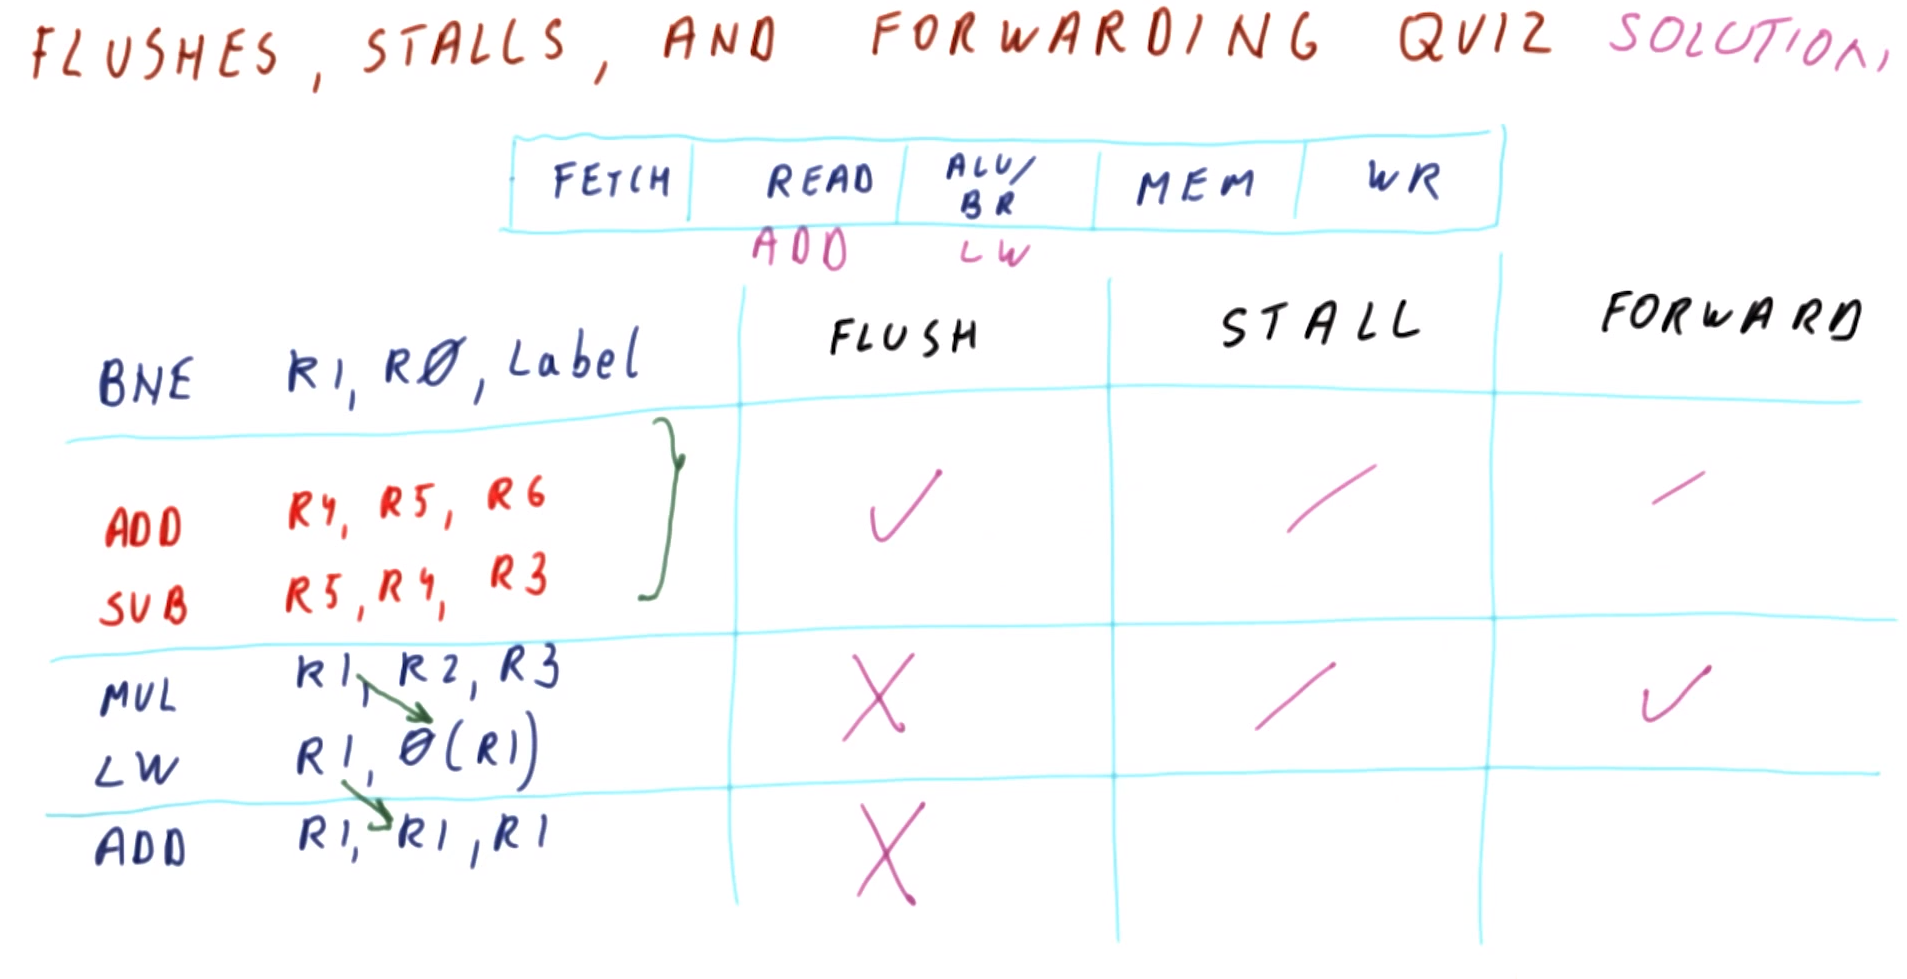 FLUSHES, STALLS, AND FORWARDING QUIZ SOLUTION
FETCH READ ALU/BR MEM WR
ADD LW
FLUSH STALL FORWARD
BNE R1, RØ, Label
ADD R4, R5, R6
SUB R5, R4, R3
MUL R1, R2, R3
LW R1, Ø(R1)
ADD R1, R1, R1